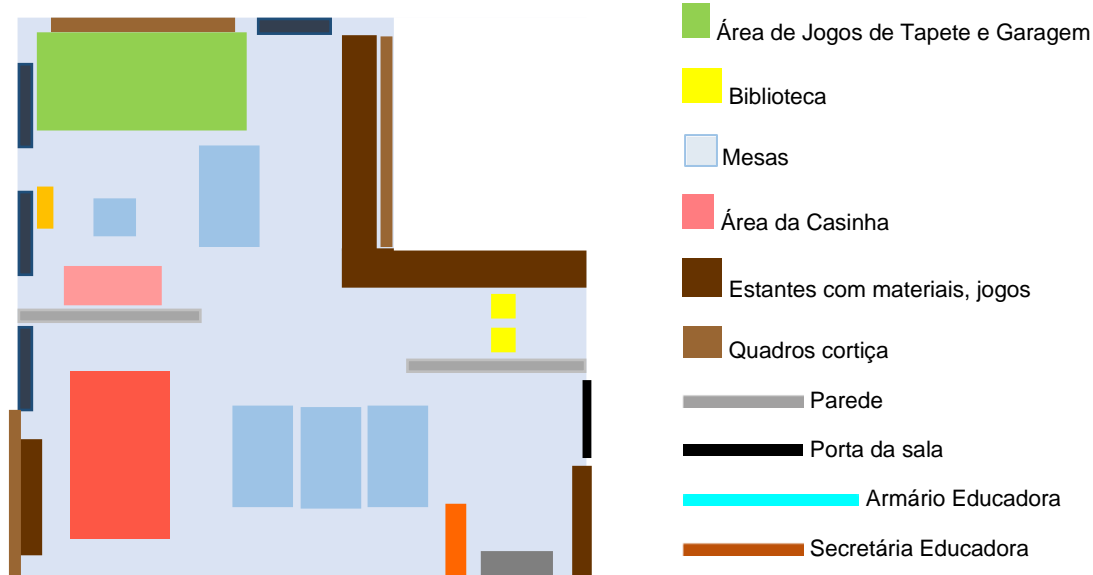 Área de Jogos de Tapete e Garagem
Biblioteca
Mesas
Área da Casinha
Estantes com materiais, jogos
Quadros cortiça
Parede
Porta da sala
Armário Educadora
Secretária Educadora